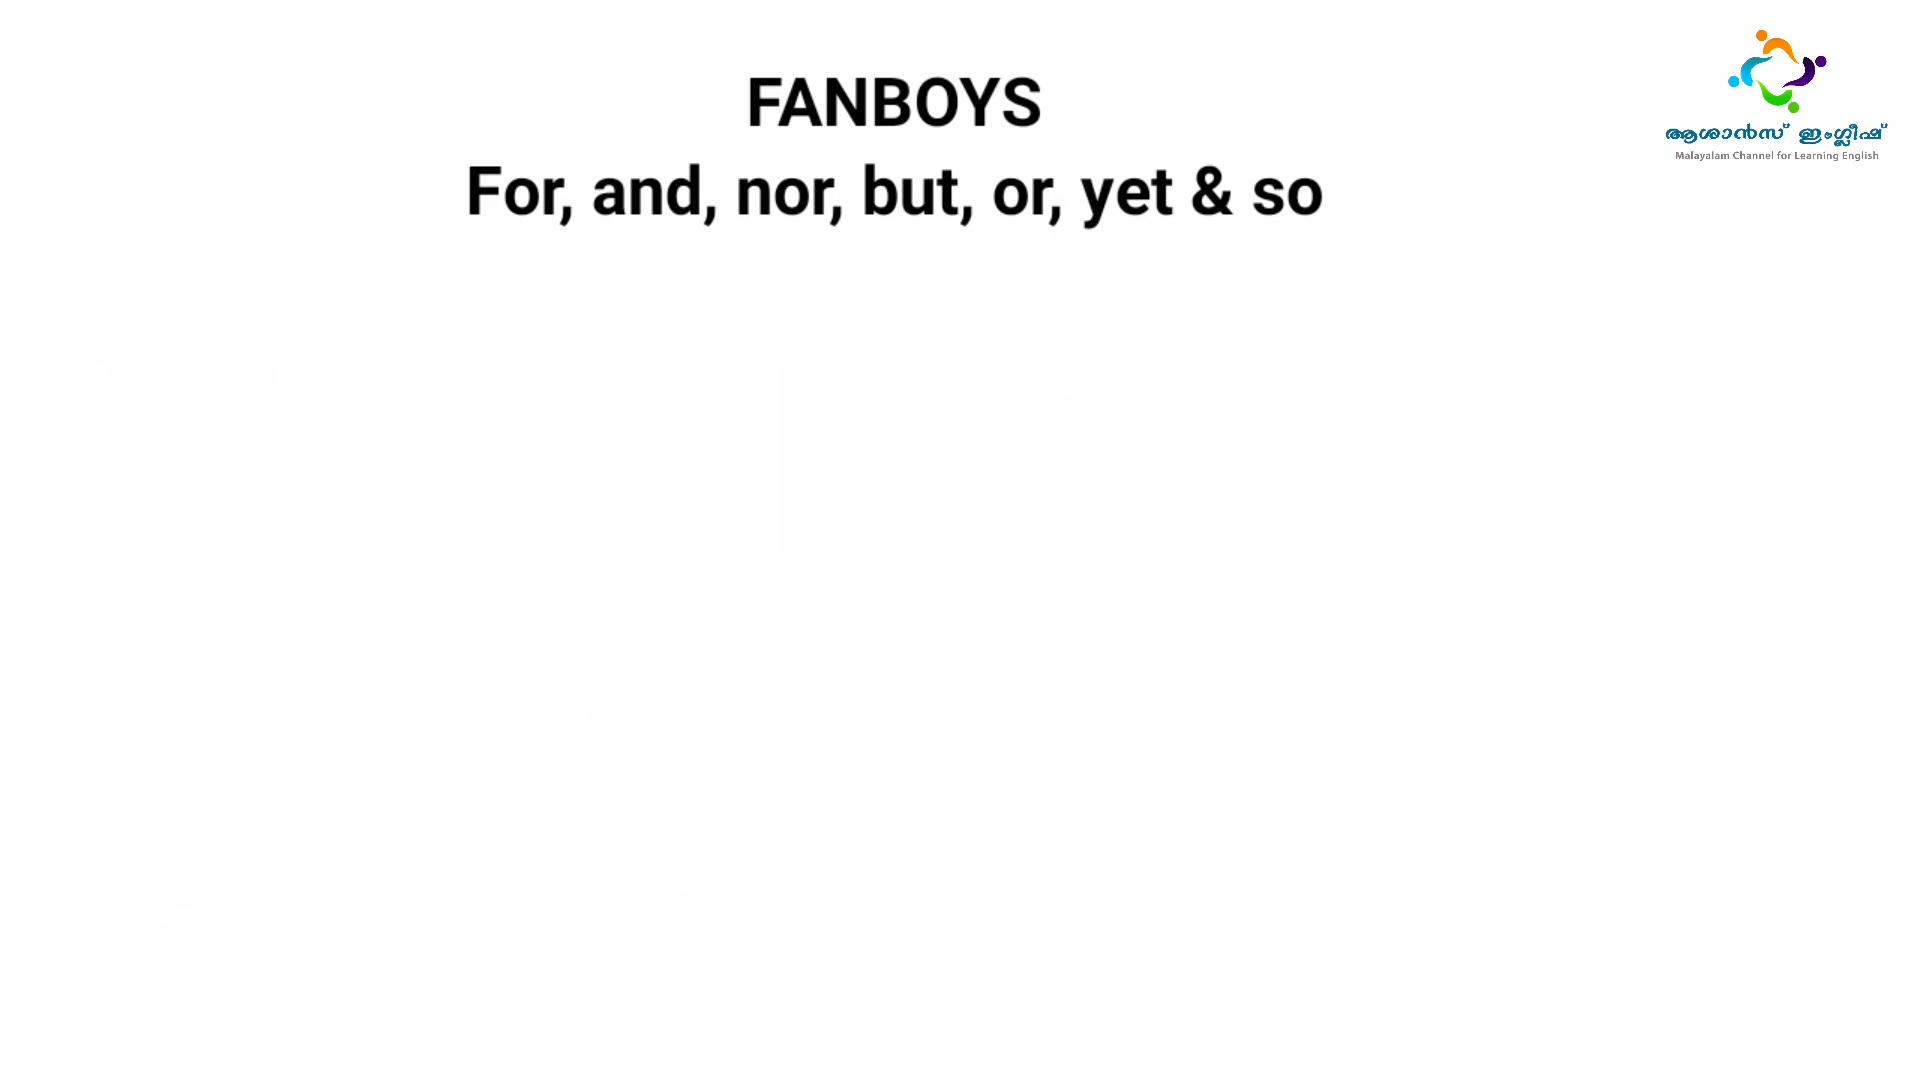 FANBOYS
For, and, nor, but, or, yet & so
ആശാൻസ് ഇംഗ്ലീഷ്
Malayalam Channel for Learning English